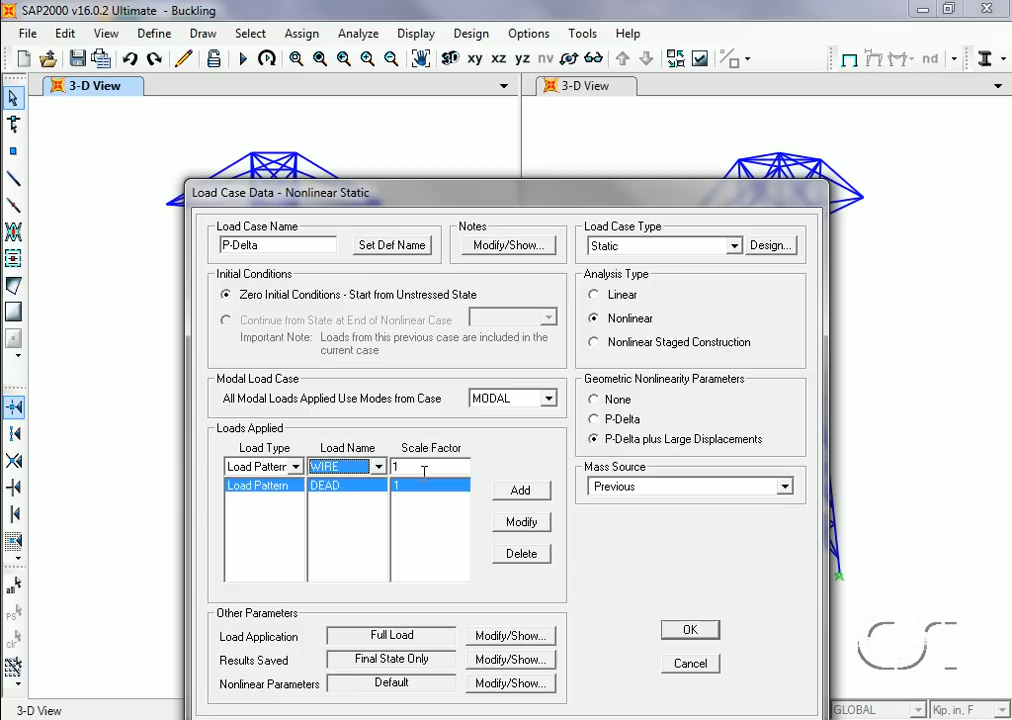 SAP2000 v16.0.2 Ultimate - Buckling
File Edit View Define Draw Select Assign Analyze Display Design Options Tools Help
3D xy xz yz nv nd
3-D View
3-D View
Load Case Data - Nonlinear Static
Load Case Name
P-Delta
Set Def Name
Notes
Modify/Show...
Load Case Type
Static
Design...
Initial Conditions
Zero Initial Conditions - Start from Unstressed State
Continue from State at End of Nonlinear Case
Important Note: Loads from this previous case are included in the
current case
Analysis Type
Linear
Nonlinear
Nonlinear Staged Construction
Modal Load Case
All Modal Loads Applied Use Modes from Case
MODAL
Geometric Nonlinearity Parameters
None
P-Delta
P-Delta plus Large Displacements
Loads Applied
Load Type Load Name Scale Factor
Load Pattern WIRE 1
Load Pattern DEAD 1
Add
Modify
Delete
Mass Source
Previous
Other Parameters
Load Application Full Load Modify/Show...
Results Saved Final State Only Modify/Show...
Nonlinear Parameters Default Modify/Show...
OK
Cancel
all
PS
clr
3-D View
GLOBAL
Kip, in, F
CSI